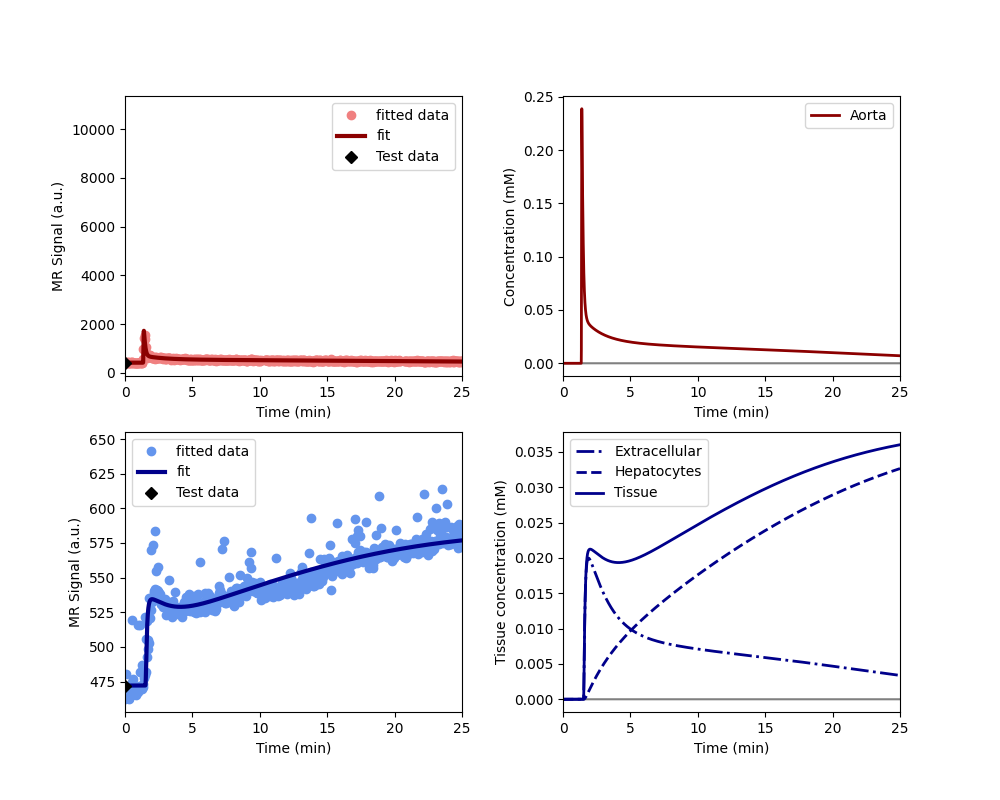 10000
8000
6000
4000
2000
0
MR Signal (a.u.)
fitted data
fit
Test data
0 5 10 15 20 25
Time (min)
0.25
0.20
0.15
0.10
0.05
0.00
Concentration (mM)
Aorta
0 5 10 15 20 25
Time (min)
650
625
600
575
550
525
500
475
MR Signal (a.u.)
fitted data
fit
Test data
0 5 10 15 20 25
Time (min)
0.035
0.030
0.025
0.020
0.015
0.010
0.005
0.000
Tissue concentration (mM)
Extracellular
Hepatocytes
Tissue
0 5 10 15 20 25
Time (min)